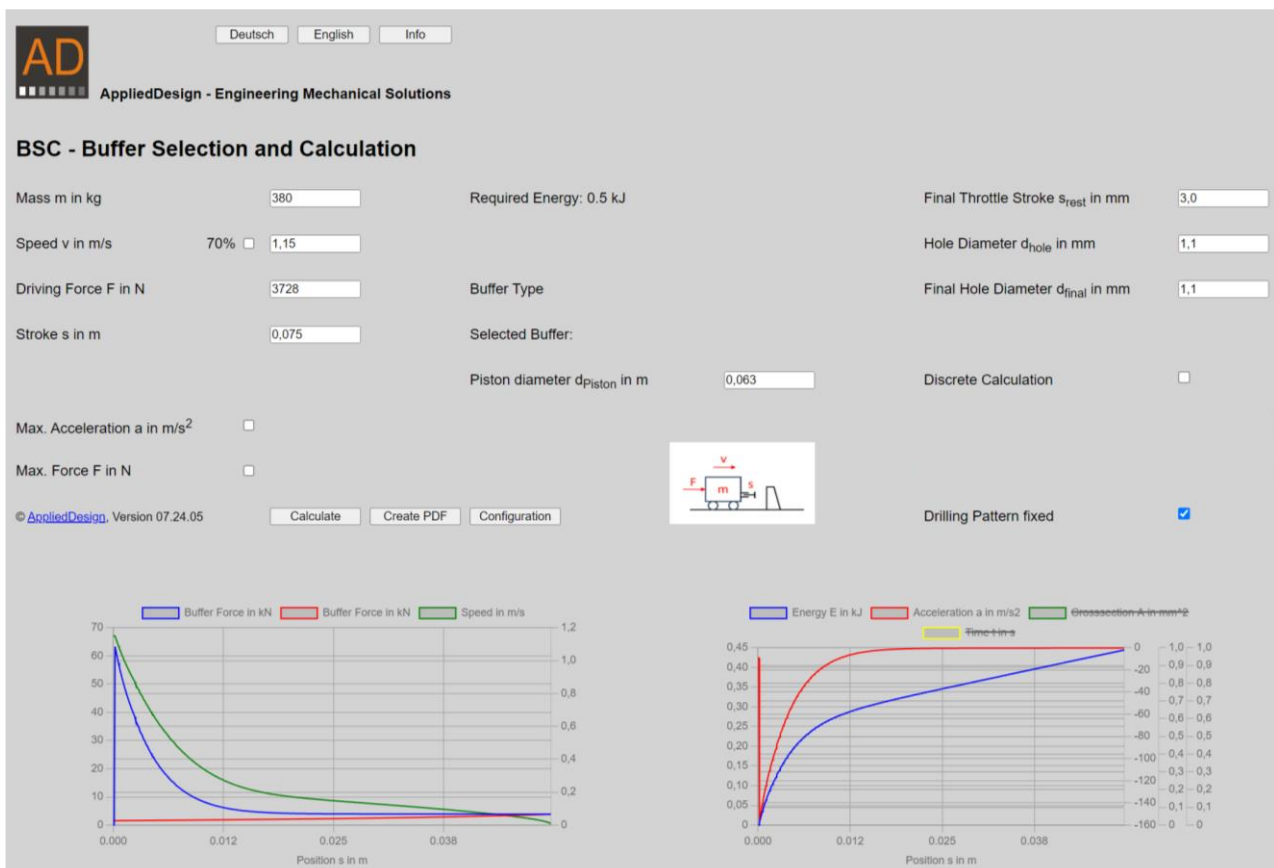 Deutsch English Info
AD
AppliedDesign - Engineering Mechanical Solutions
BSC - Buffer Selection and Calculation
Mass m in kg 380 Required Energy: 0.5 kJ Final Throttle Stroke srest in mm 3,0
Speed v in m/s 70% 1,15 Hole Diameter dhole in mm 1,1
Driving Force F in N 3728 Buffer Type Final Hole Diameter dfinal in mm 1,1
Stroke s in m 0,075 Selected Buffer:
Piston diameter dPiston in m 0,063 Discrete Calculation
Max. Acceleration a in m/s2
Max. Force F in N
v
F m s
© AppliedDesign, Version 07.24.05 Calculate Create PDF Configuration Drilling Pattern fixed
Buffer Force in kN Buffer Force in kN Speed in m/s
70 1,2
60 1,0
50 0,8
40
30 0,6
20 0,4
10 0,2
0 0
0.000 0.012 0.025 0.038
Position s in m
Energy E in kJ Acceleration a in m/s2 Grosssection A in mm^2
Time t in s
0,45 0 1,0 1,0
0,40 -20 0,9 0,9
0,35 -40 0,8 0,8
0,30 -60 0,7 0,7
0,25 0,6 0,6
0,20 -80 0,5 0,5
0,15 -100 0,4 0,4
0,10 -120 0,3 0,3
0,05 -140 0,2 0,2
0,1 0,1
0 -160 0 0
0.000 0.012 0.025 0.038
Position s in m